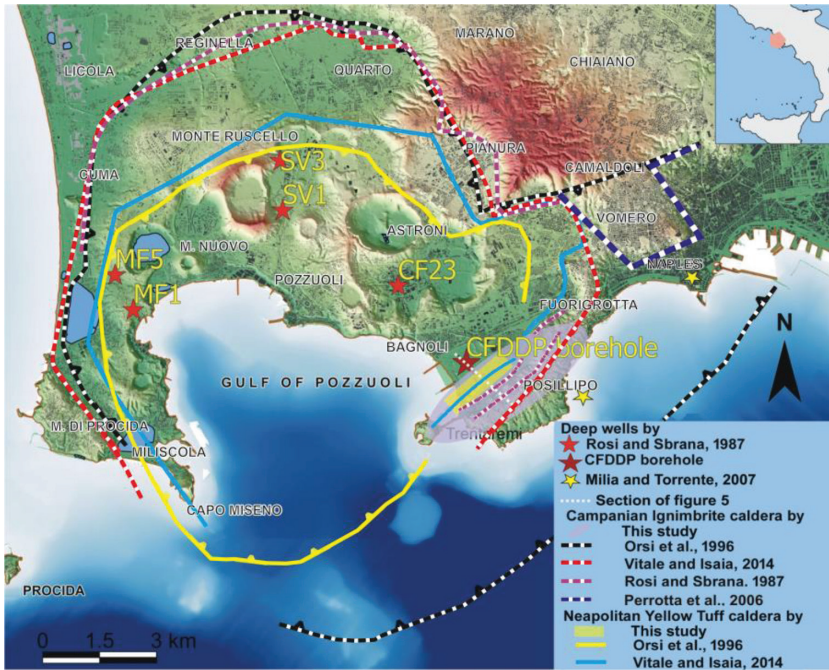 MARANO
REGINELLA
CHIAIANO
LICOLA
QUARTO
MONTE RUSCELLO
PIANURA
SV3
CAMALDOLI
CUMA
SV1
VOMERO
ASTRONI
M. NUOVO
MF5
NAPLES
POZZUOLI
CF23
MF1
FUORIGROTTA
BAGNOLI
CFDDP borehole
N
GULF OF POZZUOLI
POSILLIPO
M. DI PROCIDA
Trentaremi
MILISCOLA
CAPO MISENO
PROCIDA
0 1.5 3 km
Deep wells by
Rosi and Sbrana, 1987
CFDDP borehole
Milia and Torrente, 2007
Section of figure 5
Campanian Ignimbrite caldera by
This study
Orsi et al., 1996
Vitale and Isaia, 2014
Rosi and Sbrana. 1987
Perrotta et al.. 2006
Neapolitan Yellow Tuff caldera by
This study
Orsi et al., 1996
Vitale and Isaia, 2014